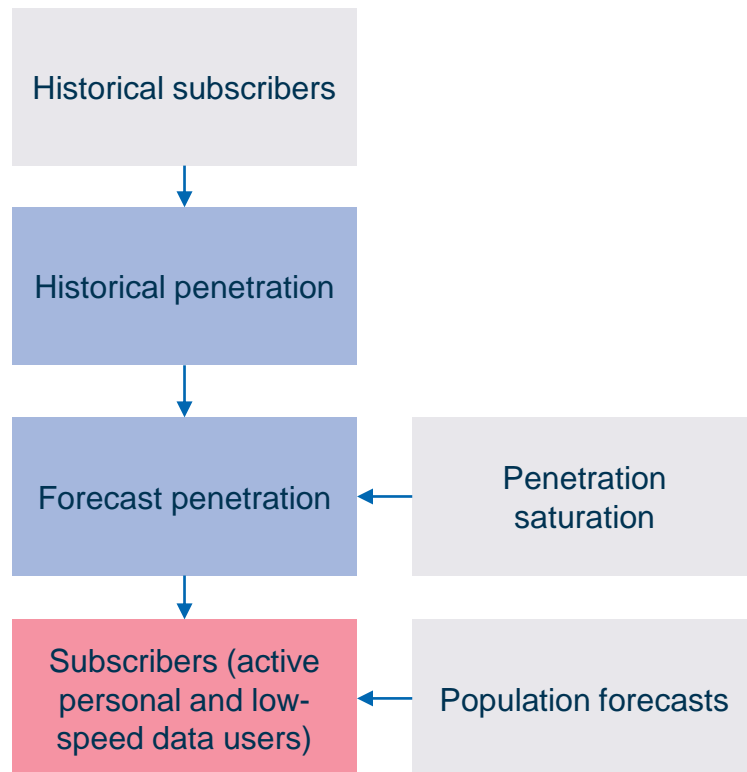 Historical subscribers
Historical penetration
Forecast penetration
Penetration
saturation
Subscribers (active
personal and low-
speed data users)
Population forecasts